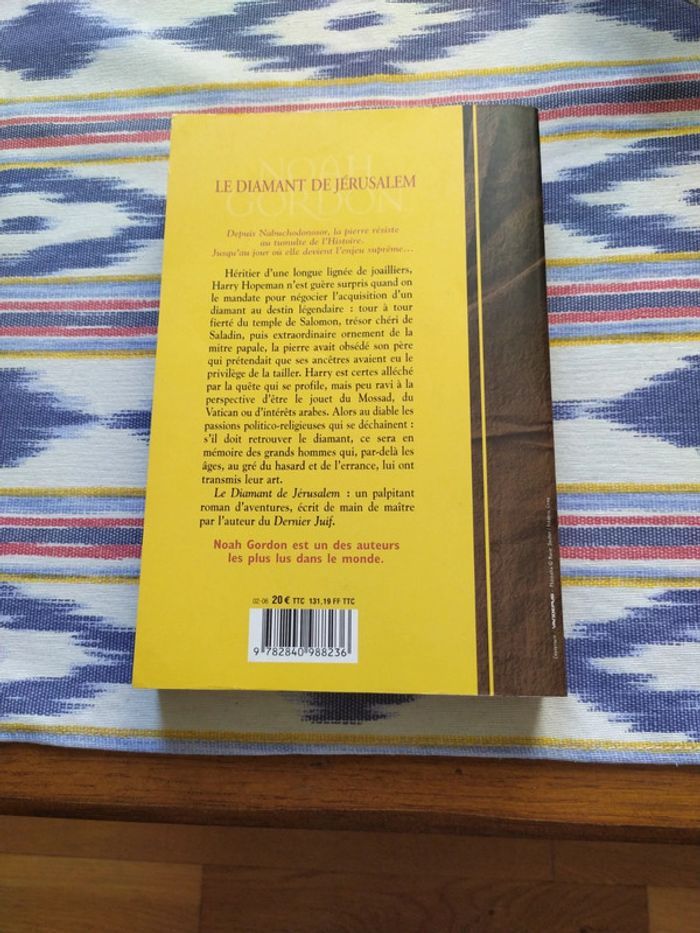 NOAH
GORDON
LE DIAMANT DE JÉRUSALEM
Depuis Nabuchodonosor, la pierre résiste
au tumulte de l'Histoire.
Jusqu'au jour où elle devient l'enjeu suprême…
Héritier d'une longue lignée de joailliers,
Harry Hopeman n'est guère surpris quand on
le mandate pour négocier l'acquisition d'un
diamant au destin légendaire : tour à tour
fierté du temple de Salomon, trésor chéri de
Saladin, puis extraordinaire ornement de la
mitre papale, la pierre avait obsédé son père
qui prétendait que ses ancêtres avaient eu le
privilège de la tailler. Harry est certes alléché
par la quête qui se profile, mais peu ravi à la
perspective d'être le jouet du Mossad, du
Vatican ou d'intérêts arabes. Alors au diable les
passions politico-religieuses qui se déchaînent :
s'il doit retrouver le diamant, ce sera en
mémoire des grands hommes qui, par-delà les
âges, au gré du hasard et de l'errance, lui ont
transmis leur art.
Le Diamant de Jérusalem : un palpitant
roman d'aventures, écrit de main de maître
par l'auteur du Dernier Juif.
Noah Gordon est un des auteurs
les plus lus dans le monde.
02-06 20 € TTC 131,19 FF TTC
9 782840 988236
Couverture :